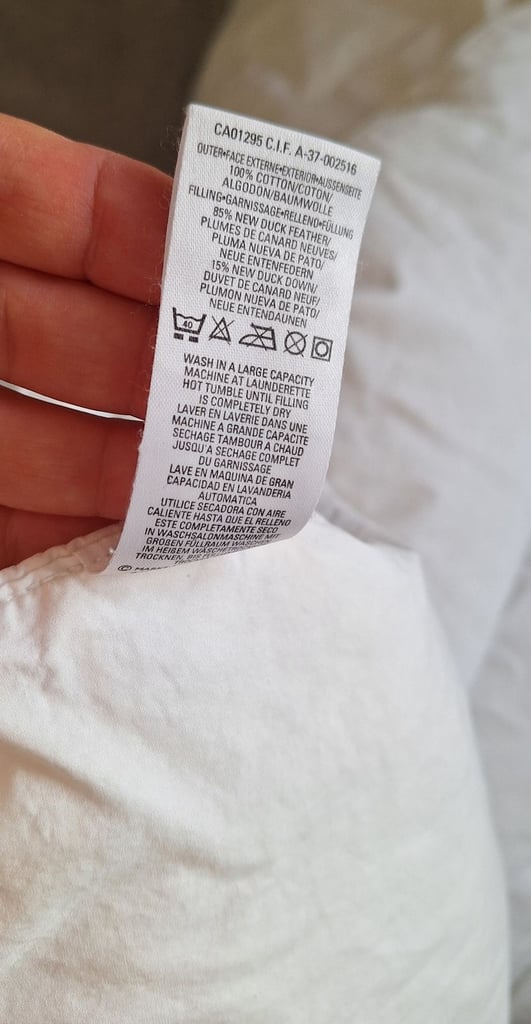 CA01295 C.I.F. A-37-002516
OUTER•FACE EXTERNE•EXTERIOR•AUSSENSEITE
100% COTTON/COTON/
ALGODON/BAUMWOLLE
FILLING•GARNISSAGE•RELLENO•FÜLLUNG
85% NEW DUCK FEATHER/
PLUMES DE CANARD NEUVES/
PLUMA NUEVA DE PATO/
NEUE ENTENFEDERN
15% NEW DUCK DOWN/
DUVET DE CANARD NEUF/
PLUMON NUEVA DE PATO/
NEUE ENTENDAUNEN
40
WASH IN A LARGE CAPACITY
MACHINE AT LAUNDERETTE
HOT TUMBLE UNTIL FILLING
IS COMPLETELY DRY
LAVER EN LAVERIE DANS UNE
MACHINE A GRANDE CAPACITE
SECHAGE TAMBOUR A CHAUD
JUSQU'A SECHAGE COMPLET
DU GARNISSAGE
LAVE EN MAQUINA DE GRAN
CAPACIDAD EN LAVANDERIA
AUTOMATICA
UTILICE SECADORA CON AIRE
CALIENTE HASTA QUE EL RELLENO
ESTE COMPLETAMENTE SECO
IN WASCHSALONMASCHINE MIT
GROßEN FÜLLRAUM
IM HEIßEM
TROCKNEN, BIS
©